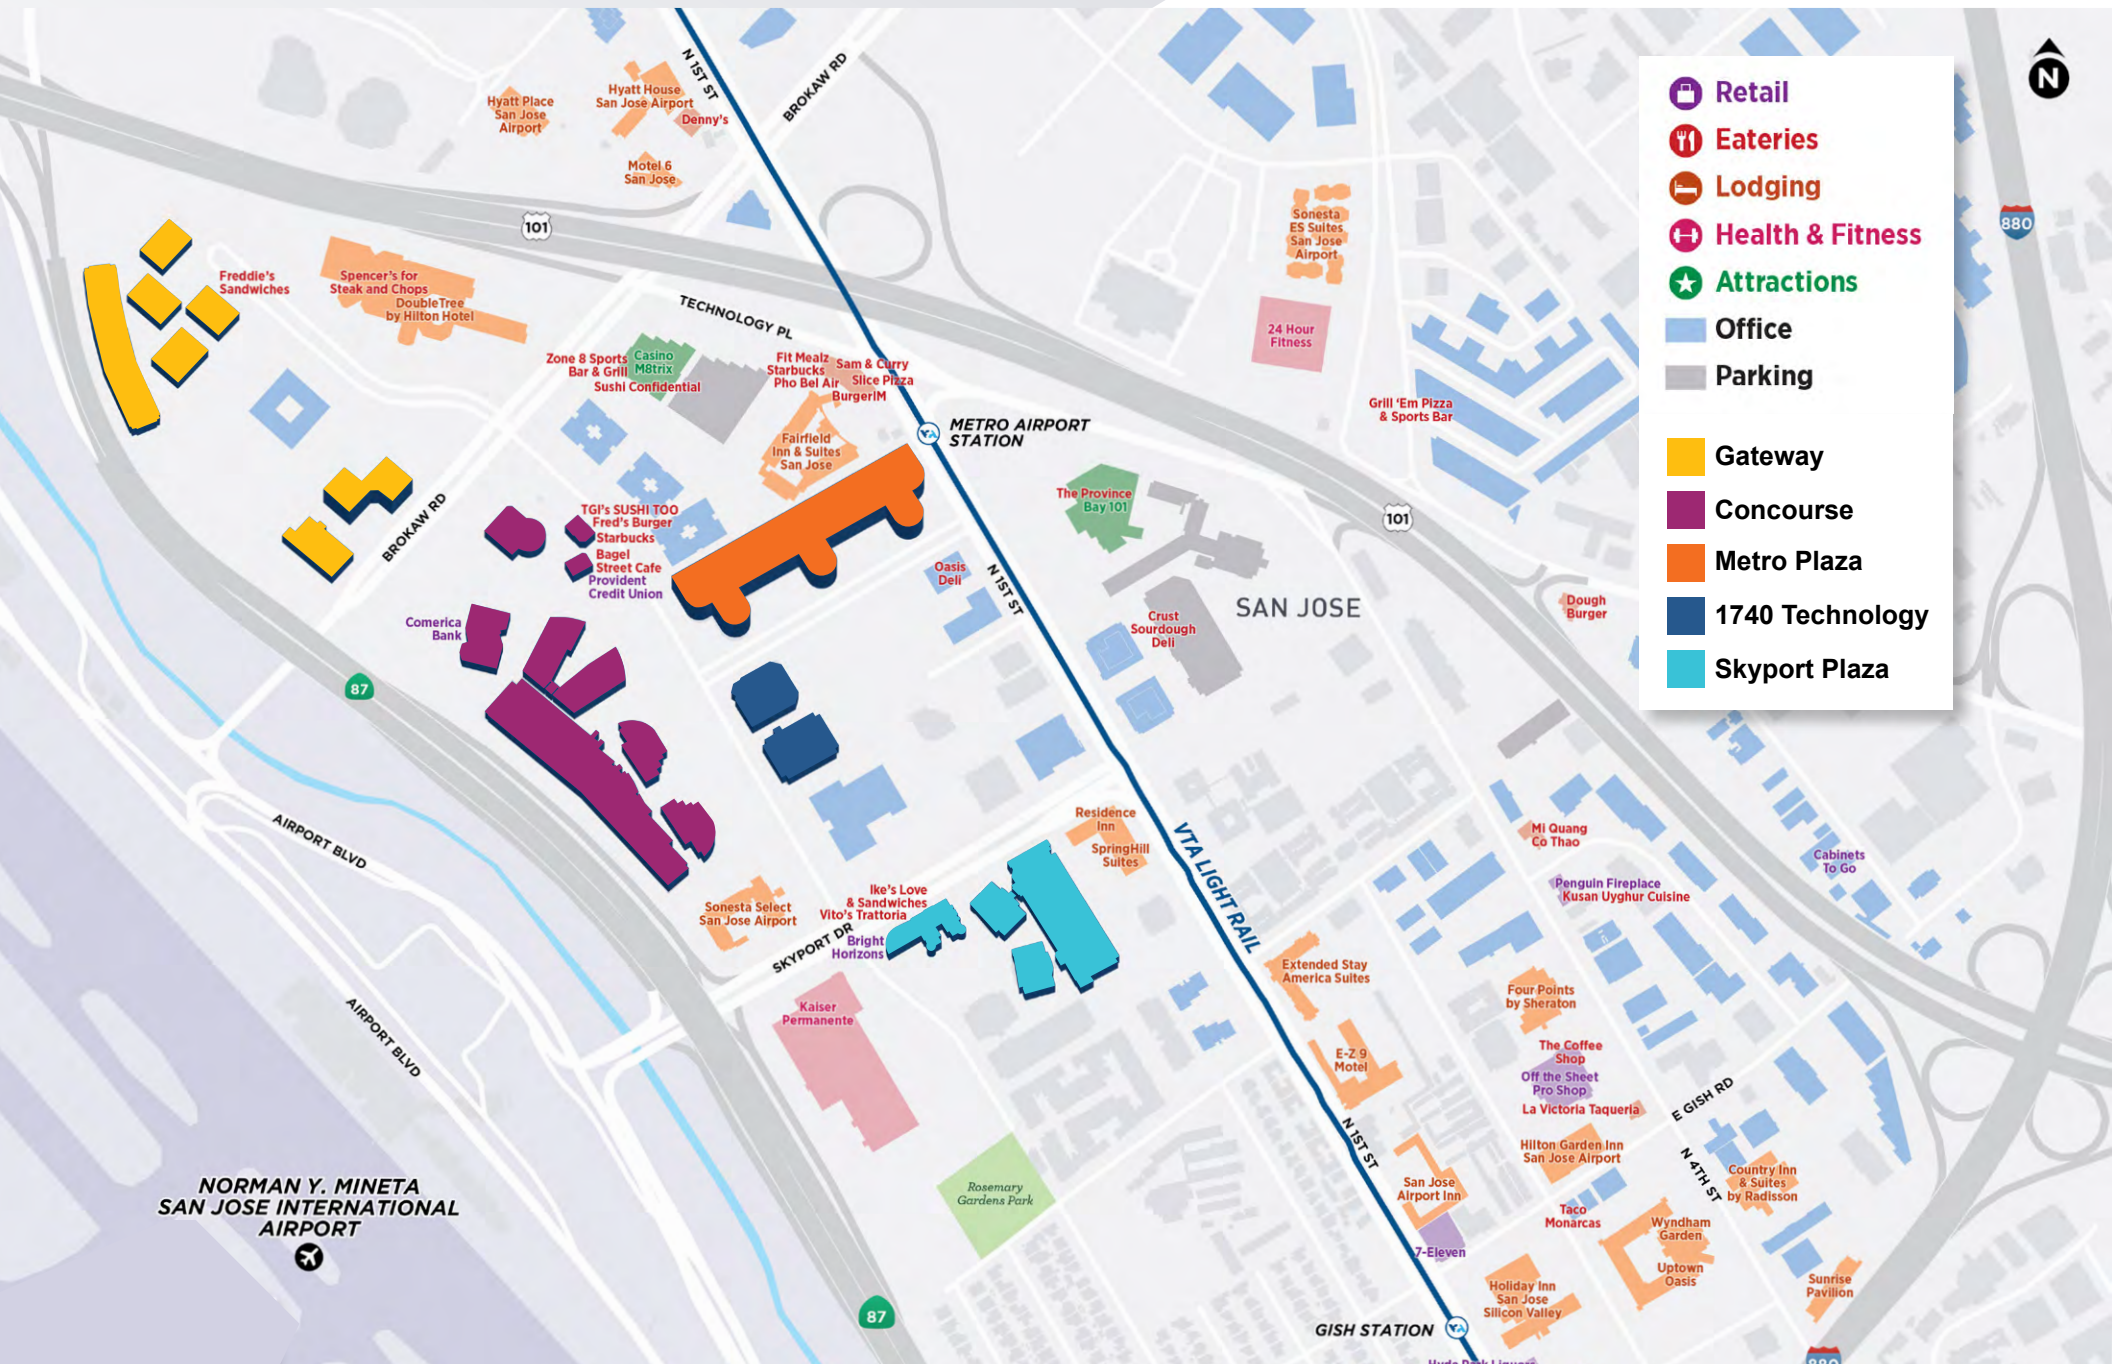 N 1ST ST
BROKAW RD
Hyatt Place
San Jose
Airport
Hyatt House
San Jose Airport
Denny's
Motel 6
San Jose
101
N
Retail
Eateries
Lodging
Health & Fitness
Attractions
Office
Parking
Gateway
Concourse
Metro Plaza
1740 Technology
Skyport Plaza
880
Sonesta
ES Suites
San Jose
Airport
24 Hour
Fitness
Freddie's
Sandwiches
Spencer's for
Steak and Chops
DoubleTree
by Hilton Hotel
TECHNOLOGY PL
Zone 8 Sports
Bar & Grill
Casino
M8trix
Sushi Confidential
Fit Mealz
Starbucks
Pho Bel Air
Sam & Curry
Slice Pizza
BurgerIM
Fairfield
Inn & Suites
San Jose
METRO AIRPORT
STATION
Grill 'Em Pizza
& Sports Bar
The Province
Bay 101
101
BROKAW RD
TGI's SUSHI TOO
Fred's Burger
Starbucks
Bagel
Street Cafe
Provident
Credit Union
Comerica
Bank
87
Oasis
Deli
N 1ST ST
Crust
Sourdough
Deli
SAN JOSE
Dough
Burger
AIRPORT BLVD
Residence
Inn
SpringHill
Suites
VTA LIGHT RAIL
Mi Quang
Co Thao
Cabinets
To Go
Penguin Fireplace
Kusan Uyghur Cuisine
Sonesta Select
San Jose Airport
Ike's Love
& Sandwiches
Vito's Trattoria
Bright
Horizons
SKYPORT DR
Kaiser
Permanente
Extended Stay
America Suites
Four Points
by Sheraton
E-Z 9
Motel
The Coffee
Shop
Off the Sheet
Pro Shop
La Victoria Taqueria
E GISH RD
AIRPORT BLVD
N 1ST ST
Hilton Garden Inn
San Jose Airport
N 4TH ST
Country Inn
& Suites
by Radisson
NORMAN Y. MINETA
SAN JOSE INTERNATIONAL
AIRPORT
Rosemary
Gardens Park
San Jose
Airport Inn
Taco
Monarcas
7-Eleven
Wyndham
Garden
Uptown
Oasis
Holiday Inn
San Jose
Silicon Valley
Sunrise
Pavilion
87
GISH STATION
880